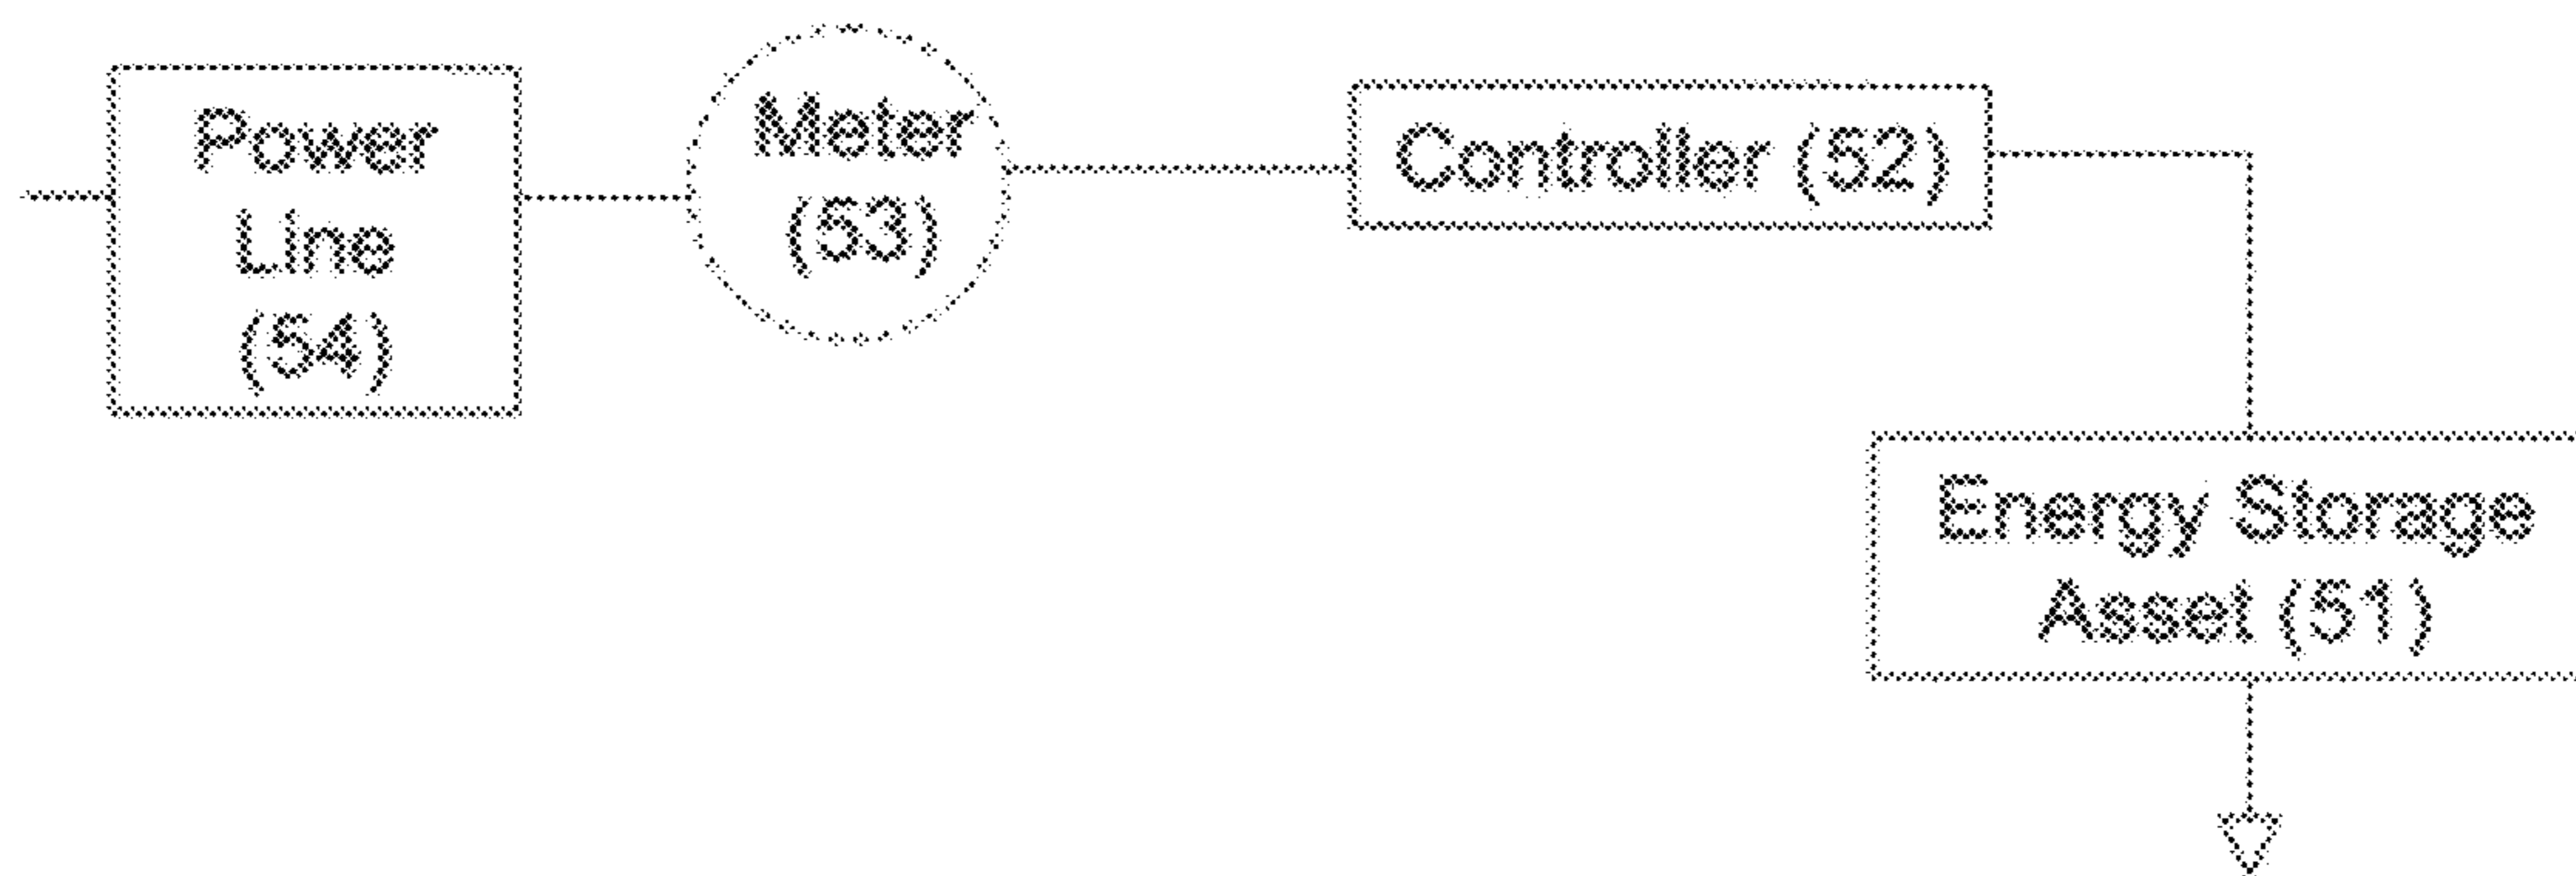 Power
Line
(54)
Meter
(53)
Controller (52)
Energy Storage
Asset (51)